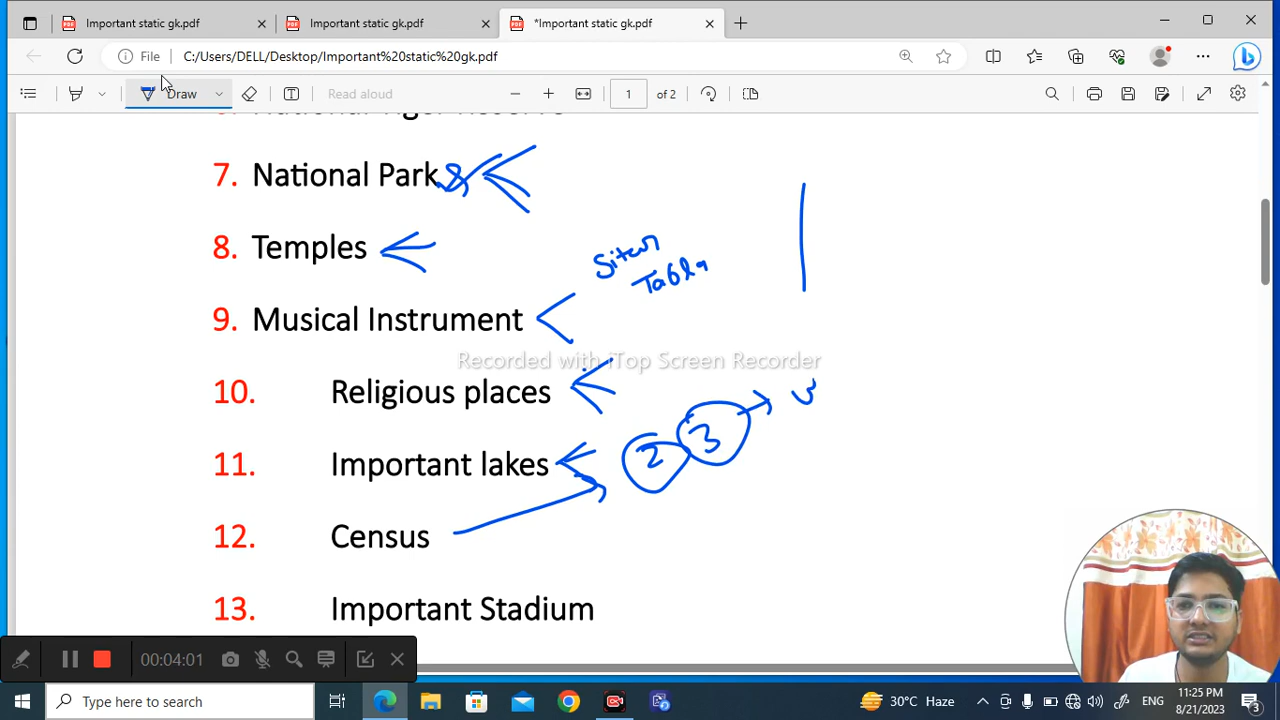 Important static gk.pdf
Important static gk.pdf
*Important static gk.pdf
File
C:/Users/DELL/Desktop/Important%20static%20gk.pdf
Draw
Read aloud
1 of 2
7. National Park &
8. Temples
Sitar
Tabla
9. Musical Instrument
Recorded with iTop Screen Recorder
10. Religious places
11. Important lakes
2 3
12. Census
13. Important Stadium
00:04:01
Type here to search
30°C Haze
ENG
11:25 PM
8/21/2023
3